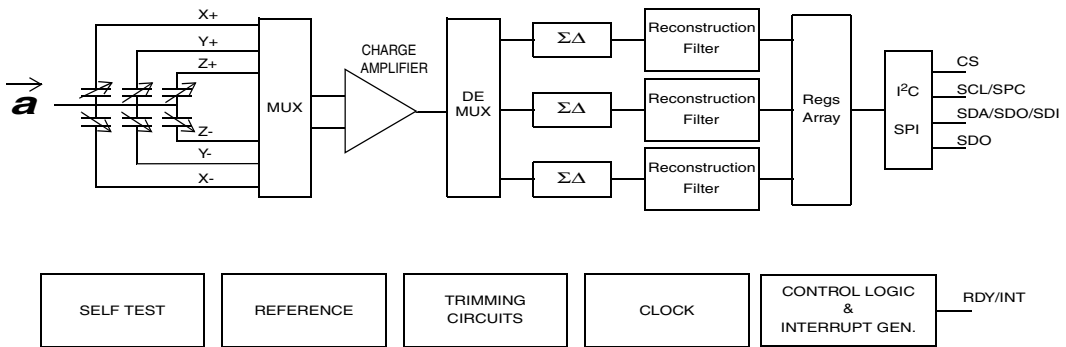 X+
Y+
Z+
a
Z-
Y-
X-
MUX
CHARGE
AMPLIFIER
DE
MUX
ΣΔ
ΣΔ
ΣΔ
Reconstruction
Filter
Reconstruction
Filter
Reconstruction
Filter
Regs
Array
I²C
SPI
CS
SCL/SPC
SDA/SDO/SDI
SDO
SELF TEST
REFERENCE
TRIMMING
CIRCUITS
CLOCK
CONTROL LOGIC
&
INTERRUPT GEN.
RDY/INT